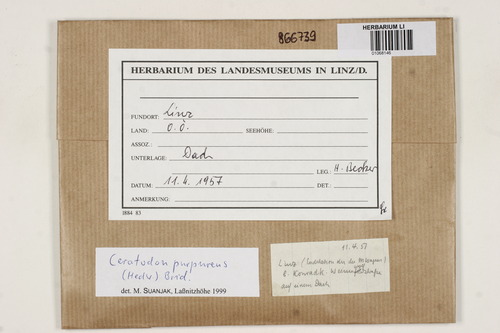 866739
HERBARIUM LI
01068146
HERBARIUM DES LANDESMUSEUMS IN LINZ/D.
FUNDORT: Linz
LAND: O.Ö. SEEHÖHE:
ASSOZ.:
UNTERLAGE: Dach
LEG.: H. Becker
DATUM: 11.4.1957 DET.:
ANMERKUNG:
3884 83
Ceratodon purpureus
(Hedw) Brid.
det. M. SUANJAK, Laßnitzhöhe 1999
11.4.57
Linz
auf einem Dach